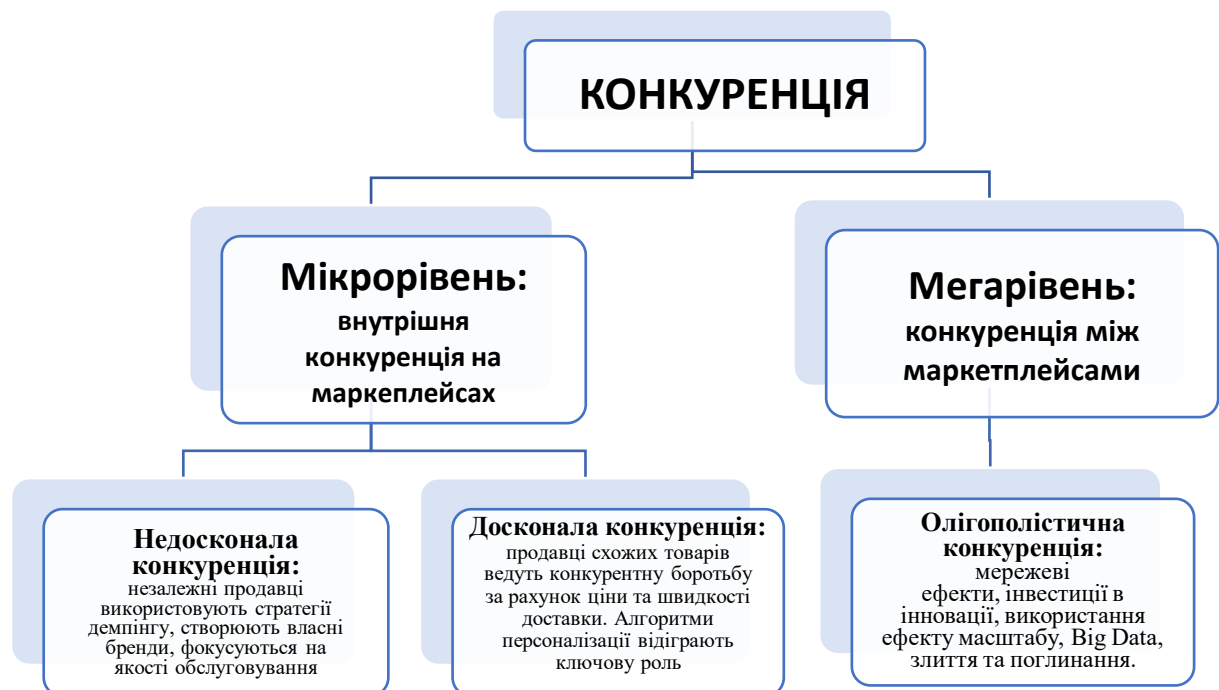 КОНКУРЕНЦІЯ
Мікрорівень:
внутрішня
конкуренція на
маркеплейсах
Мегарівень:
конкуренція між
маркетплейсами
Недосконала
конкуренція:
незалежні продавці
використовують стратегії
демпінгу, створюють власні
бренди, фокусуються на
якості обслуговування
Досконала конкуренція:
продавці схожих товарів
ведуть конкурентну боротьбу
за рахунок ціни та швидкості
доставки. Алгоритми
персоналізації відіграють
ключову роль
Олігополістична
конкуренція:
мережеві
ефекти, інвестиції в
інновації, використання
ефекту масштабу, Big Data,
злиття та поглинання.